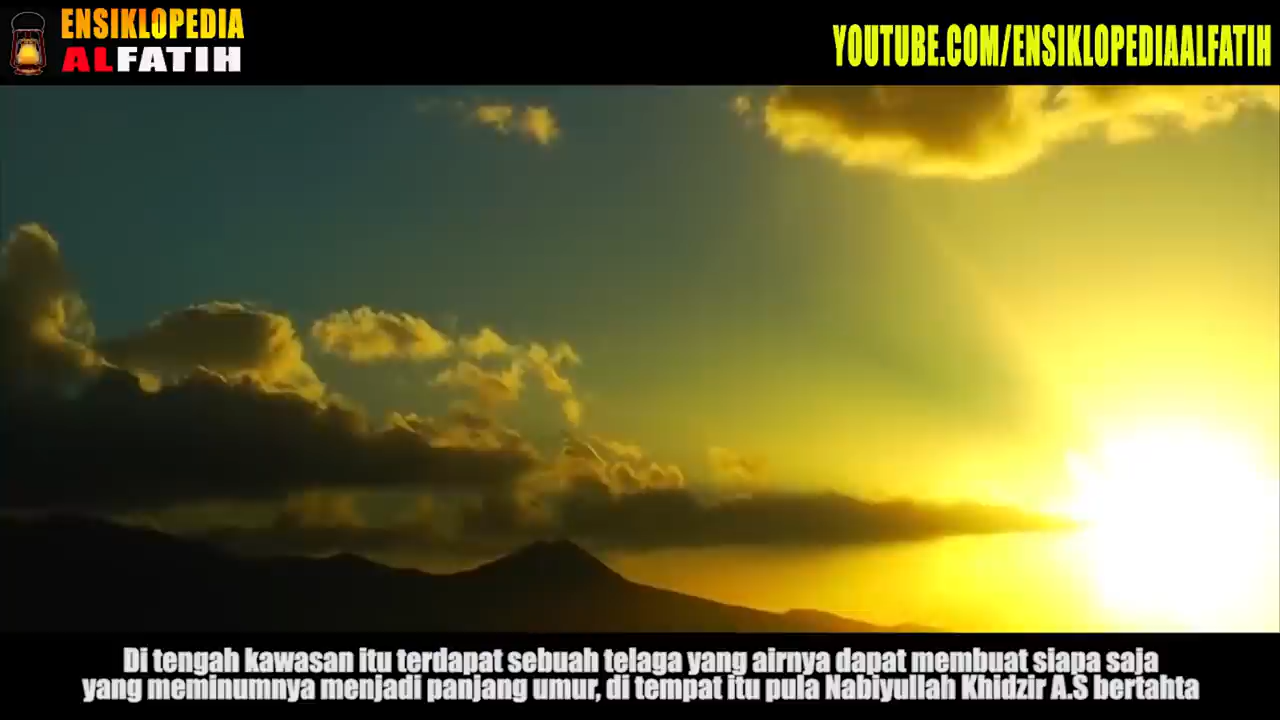 ENSIKLOPEDIA
ALFATIH
YOUTUBE.COM/ENSIKLOPEDIAALFATIH
Di tengah kawasan itu terdapat sebuah telaga yang airnya dapat membuat siapa saja
yang meminumnya menjadi panjang umur, di tempat itu pula Nabiyullah Khidzir A.S bertahta